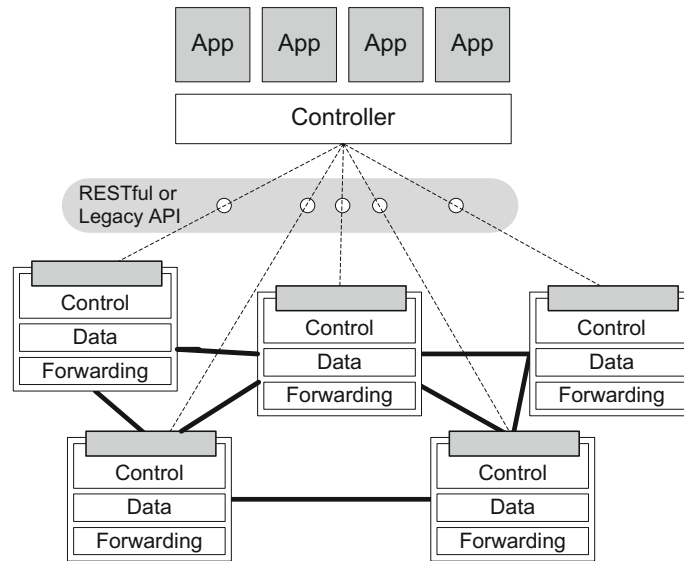 App App App App
Controller
RESTful or
Legacy API
Control
Data
Forwarding
Control
Data
Forwarding
Control
Data
Forwarding
Control
Data
Forwarding
Control
Data
Forwarding